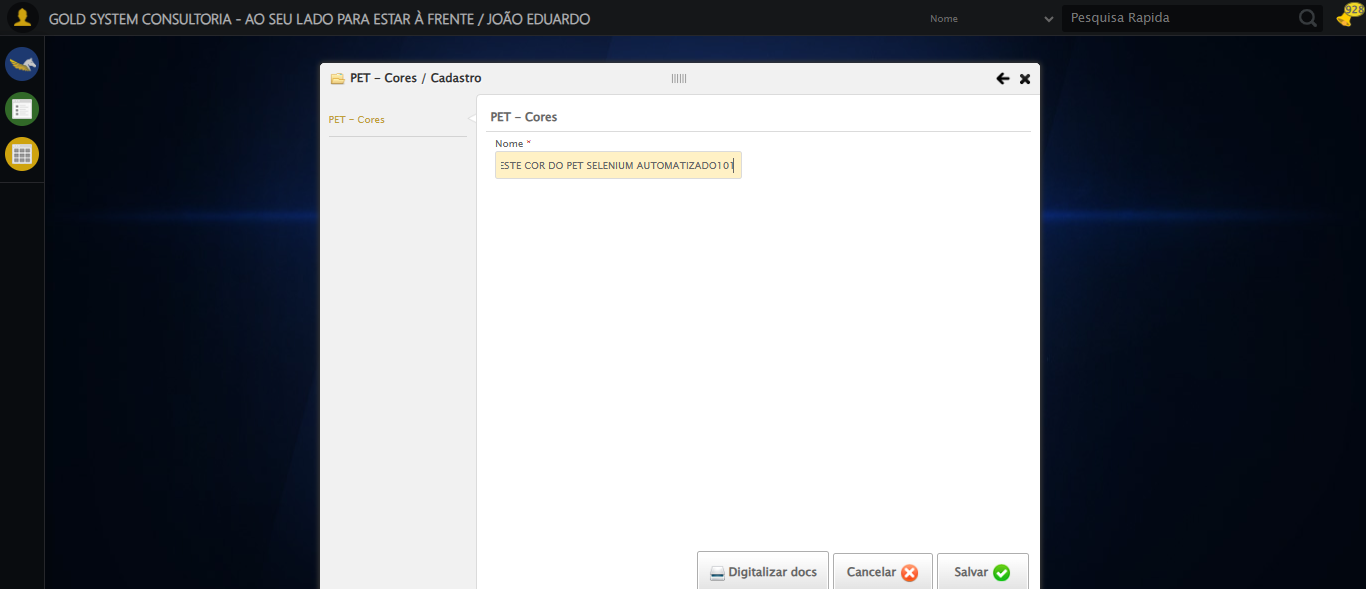 GOLD SYSTEM CONSULTORIA - AO SEU LADO PARA ESTAR À FRENTE / JOÃO EDUARDO
Nome
Pesquisa Rapida
928
PET - Cores / Cadastro
PET - Cores
PET - Cores
Nome *
ESTE COR DO PET SELENIUM AUTOMATIZADO101
Digitalizar docs
Cancelar
Salvar